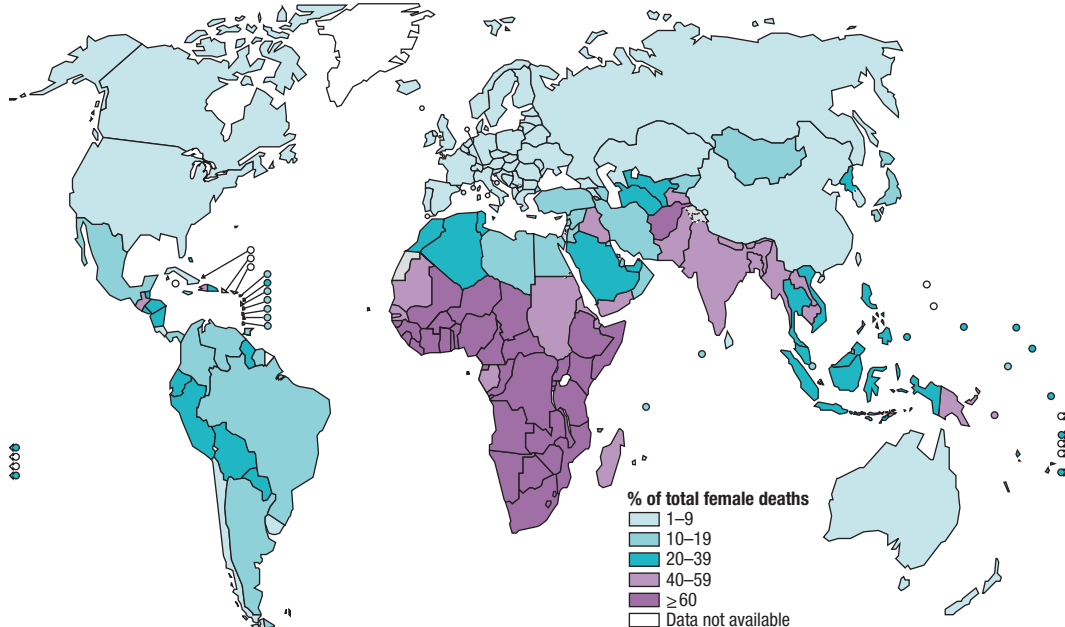 % of total female deaths
1–9
10–19
20–39
40–59
≥60
Data not available